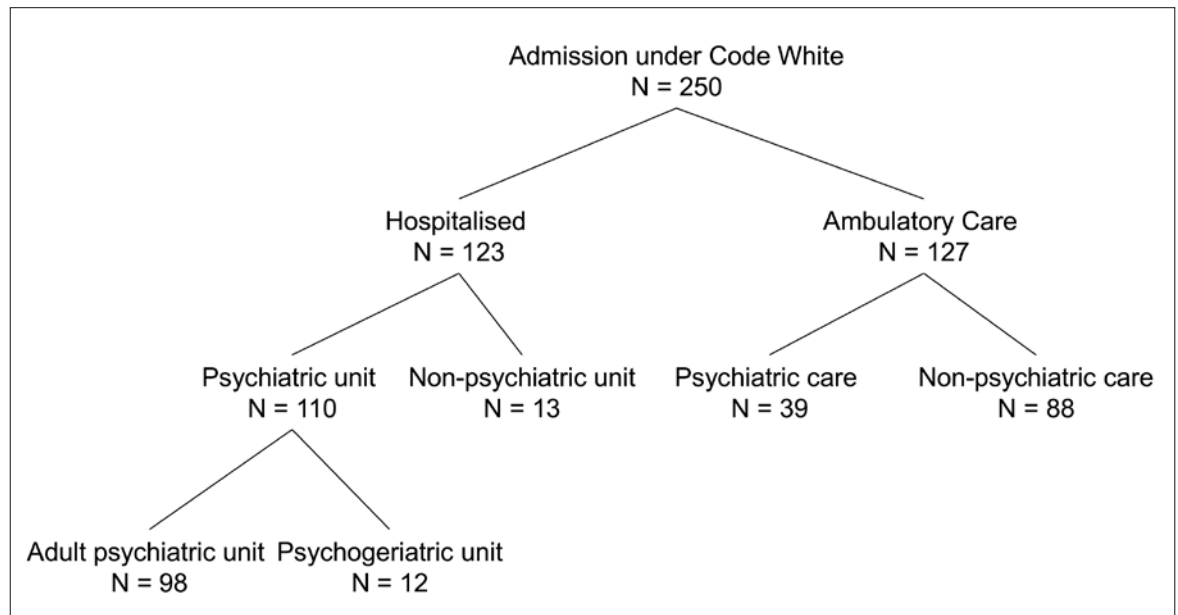 Admission under Code White
N = 250
Hospitalised
N = 123
Ambulatory Care
N = 127
Psychiatric unit
N = 110
Non-psychiatric unit
N = 13
Psychiatric care
N = 39
Non-psychiatric care
N = 88
Adult psychiatric unit
N = 98
Psychogeriatric unit
N = 12